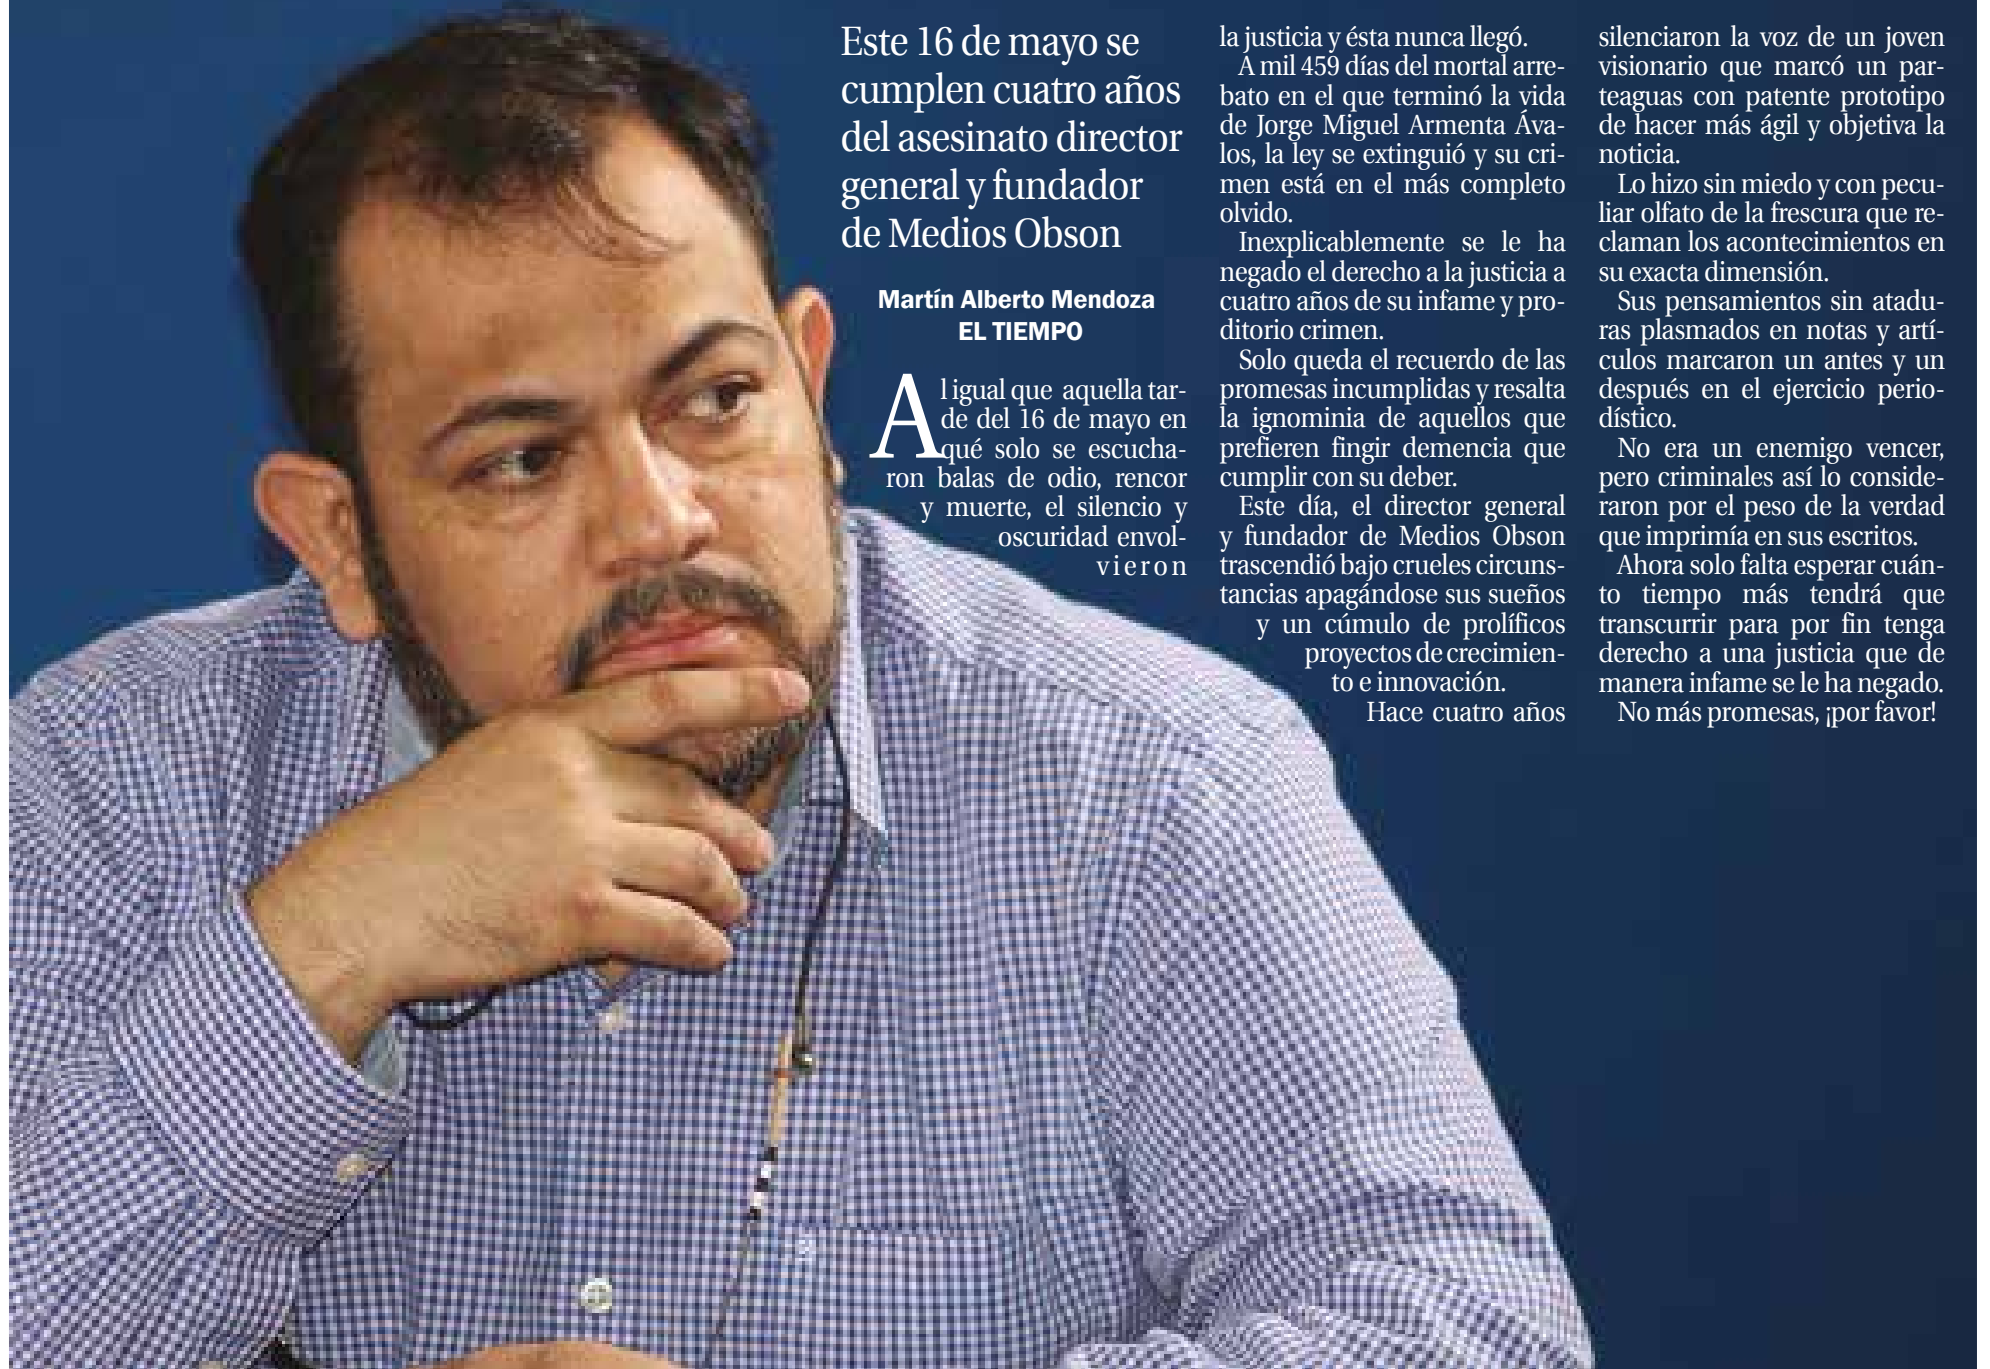 Este 16 de mayo se
cumplen cuatro años
del asesinato director
general y fundador
de Medios Obson
Martín Alberto Mendoza
EL TIEMPO
Al igual que aquella tar-
de del 16 de mayo en
qué solo se escucha-
ron balas de odio, rencor
y muerte, el silencio y
oscuridad envol-
vieron
la justicia y ésta nunca llegó.
A mil 459 días del mortal arre-
bato en el que terminó la vida
de Jorge Miguel Armenta Áva-
los, la ley se extinguió y su cri-
men está en el más completo
olvido.
Inexplicablemente se le ha
negado el derecho a la justicia a
cuatro años de su infame y pro-
ditorio crimen.
Solo queda el recuerdo de las
promesas incumplidas y resalta
la ignominia de aquellos que
prefieren fingir demencia que
cumplir con su deber.
Este día, el director general
y fundador de Medios Obson
trascendió bajo crueles circuns-
tancias apagándose sus sueños
y un cúmulo de prolíficos
proyectos de crecimien-
to e innovación.
Hace cuatro años
silenciaron la voz de un joven
visionario que marcó un par-
teaguas con patente prototipo
de hacer más ágil y objetiva la
noticia.
Lo hizo sin miedo y con pecu-
liar olfato de la frescura que re-
claman los acontecimientos en
su exacta dimensión.
Sus pensamientos sin atadu-
ras plasmados en notas y artí-
culos marcaron un antes y un
después en el ejercicio perio-
dístico.
No era un enemigo vencer,
pero criminales así lo conside-
raron por el peso de la verdad
que imprimía en sus escritos.
Ahora solo falta esperar cuán-
to tiempo más tendrá que
transcurrir para por fin tenga
derecho a una justicia que de
manera infame se le ha negado.
No más promesas, ¡por favor!